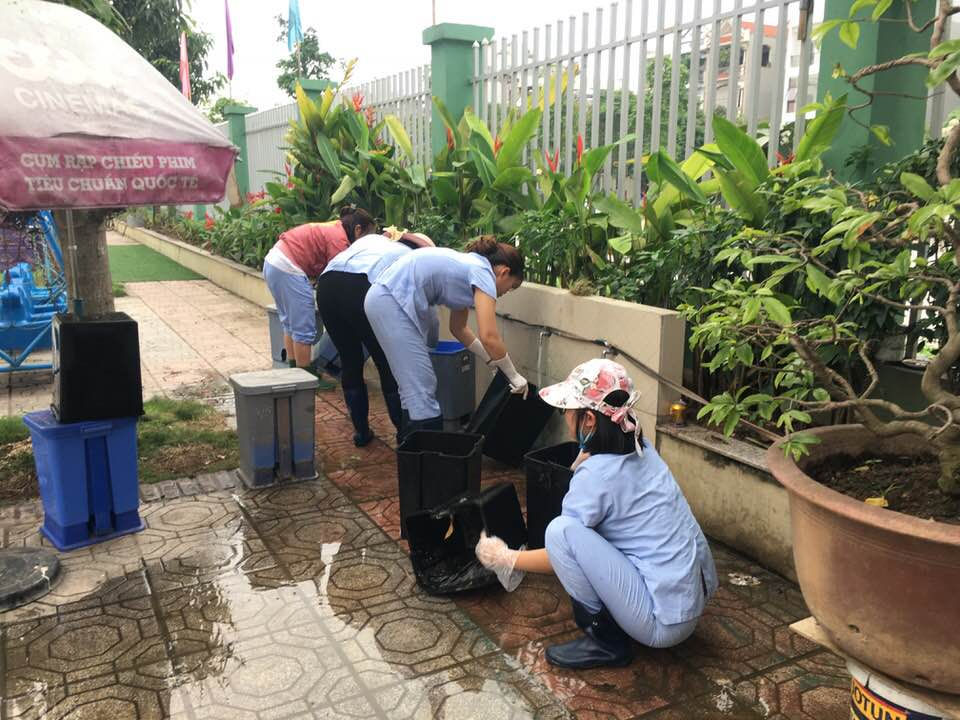 CINEMA
CỤM RẠP CHIẾU PHIM
TIÊU CHUẨN QUỐC TẾ